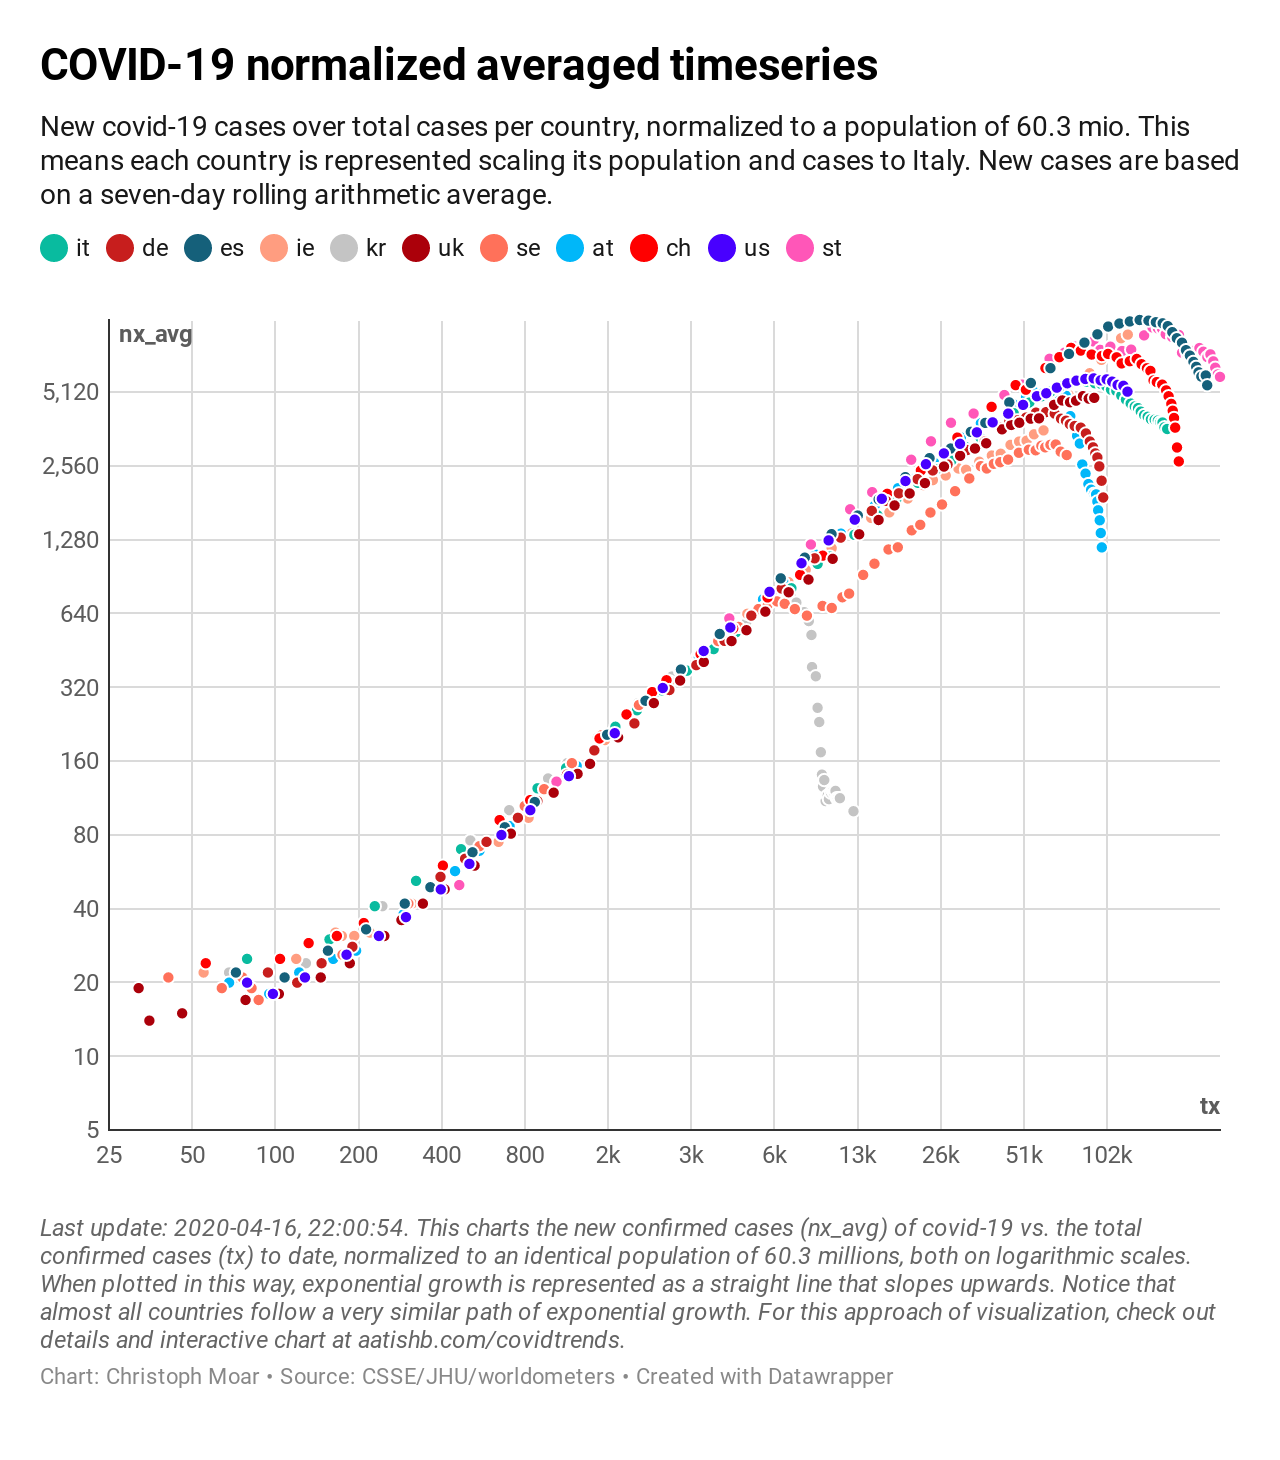 COVID-19 normalized averaged timeseries
New covid-19 cases over total cases per country, normalized to a population of 60.3 mio. This
means each country is represented scaling its population and cases to Italy. New cases are based
on a seven-day rolling arithmetic average.
it de es ie kr uk se at ch us st
nx_avg
5,120
2,560
1,280
640
320
160
80
40
20
10
5
tx
25 50 100 200 400 800 2k 3k 6k 13k 26k 51k 102k
Last update: 2020-04-16, 22:00:54. This charts the new confirmed cases (nx_avg) of covid-19 vs. the total
confirmed cases (tx) to date, normalized to an identical population of 60.3 millions, both on logarithmic scales.
When plotted in this way, exponential growth is represented as a straight line that slopes upwards. Notice that
almost all countries follow a very similar path of exponential growth. For this approach of visualization, check out
details and interactive chart at aatishb.com/covidtrends.
Chart: Christoph Moar • Source: CSSE/JHU/worldometers • Created with Datawrapper